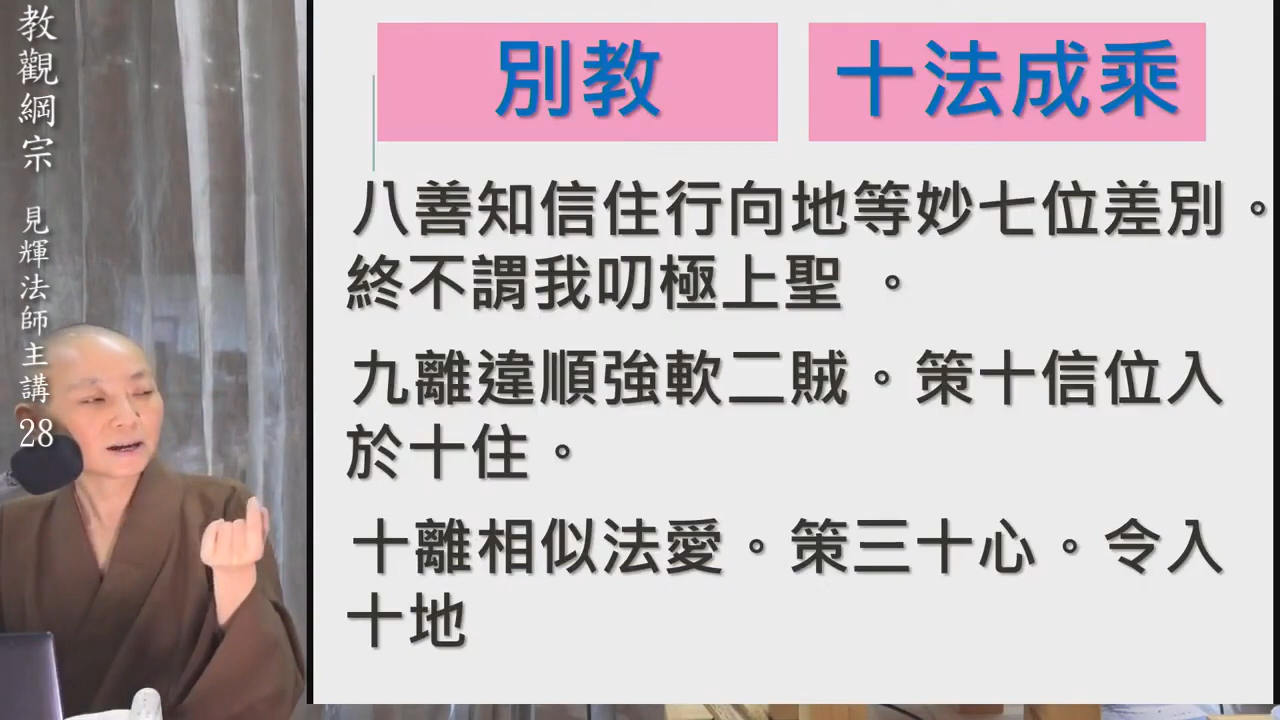 教觀綱宗 見輝法師主講 28
別教 十法成乘
八善知信住行向地等妙七位差別。
終不謂我叨極上聖 。
九離違順強軟二賊。策十信位入
於十住。
十離相似法愛。策三十心。令入
十地